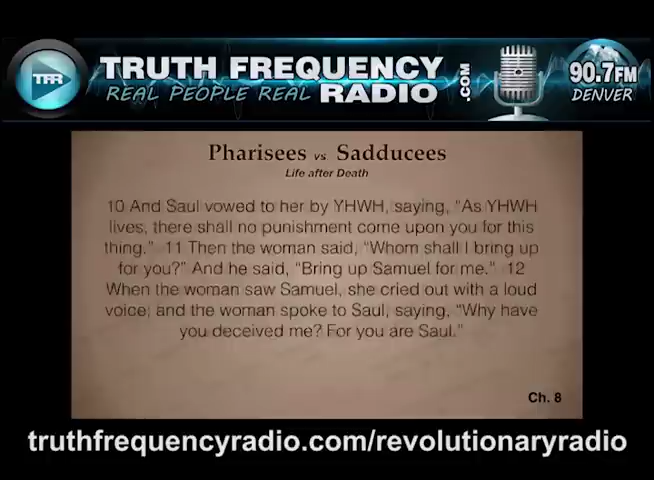 TFR
TRUTH FREQUENCY
REAL PEOPLE REAL RADIO .COM
90.7FM
DENVER
Pharisees vs Sadducees
Life after Death
10 And Saul vowed to her by YHWH, saying, "As YHWH
lives, there shall no punishment come upon you for this
thing." 11 Then the woman said, "Whom shall I bring up
for you?" And he said, "Bring up Samuel for me." 12
When the woman saw Samuel, she cried out with a loud
voice; and the woman spoke to Saul, saying, "Why have
you deceived me? For you are Saul."
Ch. 8
truthfrequencyradio.com/revolutionaryradio